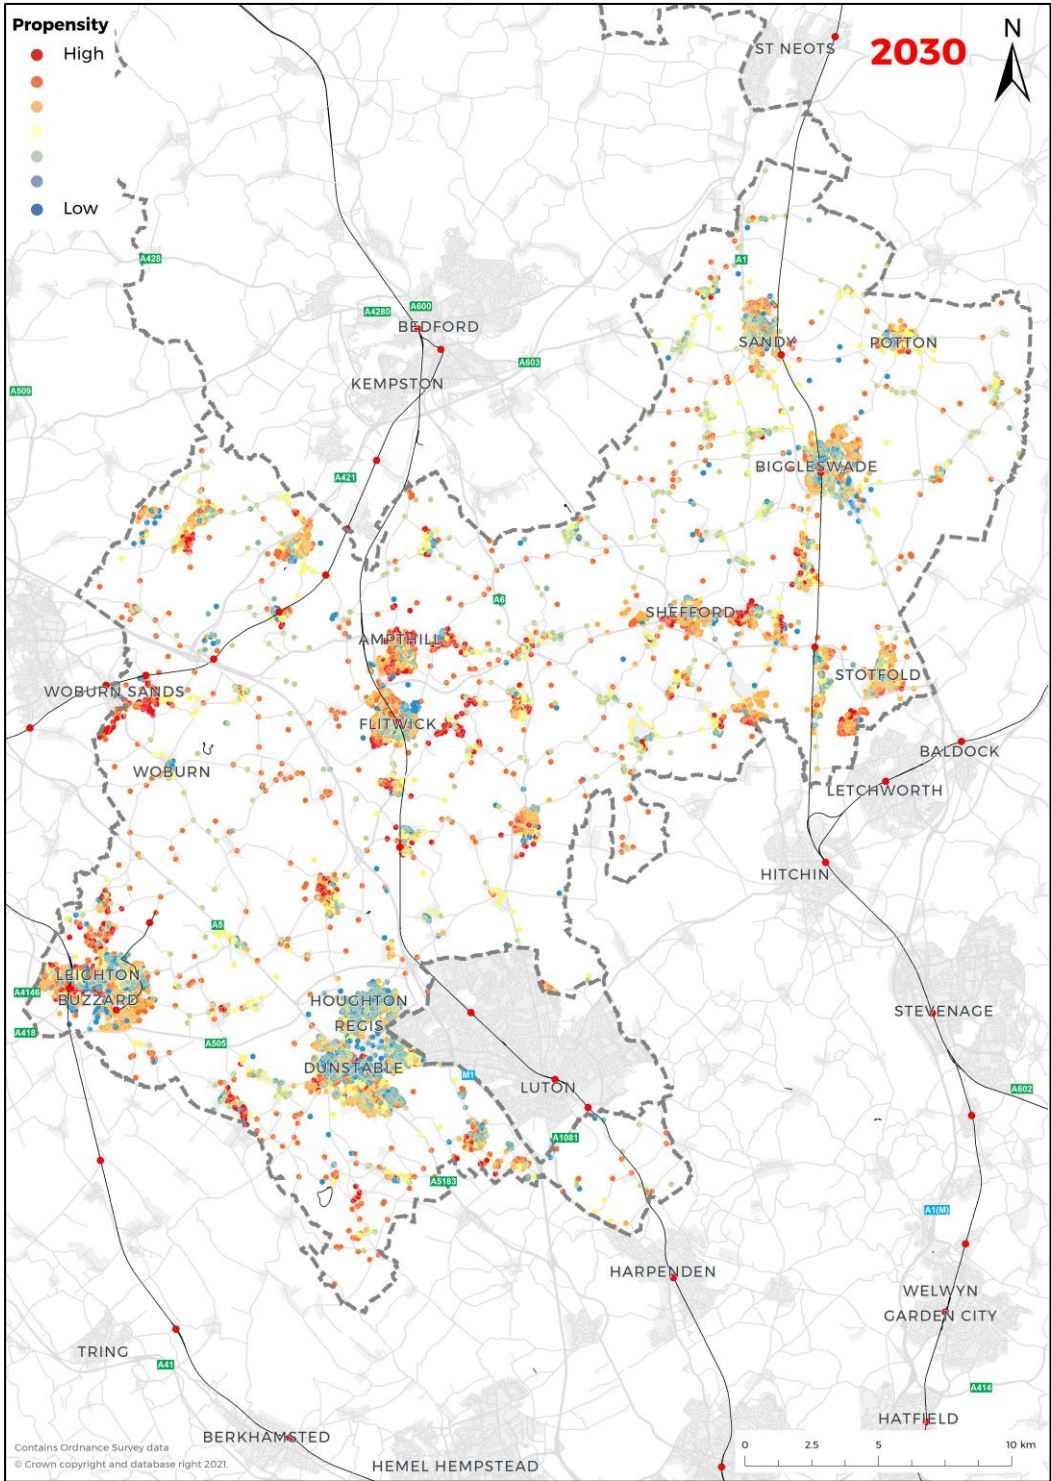 Propensity
High
Low
2030
N
ST NEOTS
A428
A1
A4280
A600
BEDFORD
SANDY
POTTON
A603
KEMPSTON
A509
BIGGLESWADE
A421
A6
SHEFFORD
AMPTHILL
STOTFOLD
WOBURN SANDS
FLITWICK
BALDOCK
WOBURN
LETCHWORTH
HITCHIN
A5
LEIGHTON
BUZZARD
A4146
HOUGHTON
REGIS
STEVENAGE
A418
A505
DUNSTABLE
M1
LUTON
A602
A1081
A5183
A1(M)
HARPENDEN
WELWYN
GARDEN CITY
TRING
A41
A414
HATFIELD
BERKHAMSTED
HEMEL HEMPSTEAD
0 2.5 5 10 km
Contains Ordnance Survey data
© Crown copyright and database right 2021.